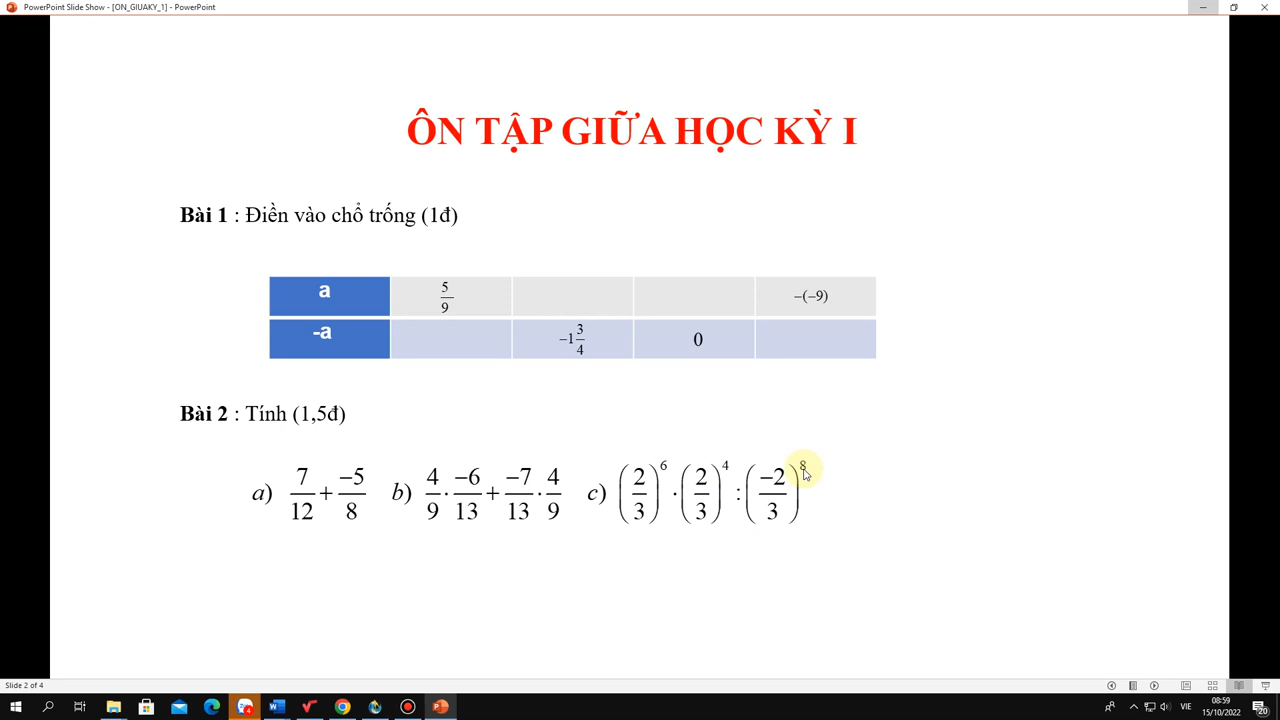 PowerPoint Slide Show - [ON_GIUAKY_1] - PowerPoint
ÔN TẬP GIỮA HỌC KỲ I
Bài 1 : Điền vào chổ trống (1đ)
a 5/9 –(–9)
-a –1 3/4 0
Bài 2 : Tính (1,5đ)
a) 7/12 + –5/8 b) 4/9 · –6/13 + –7/13 · 4/9 c) (2/3)^6 · (2/3)^4 : (–2/3)^8
Slide 2 of 4
VIE
08:59
15/10/2022
20